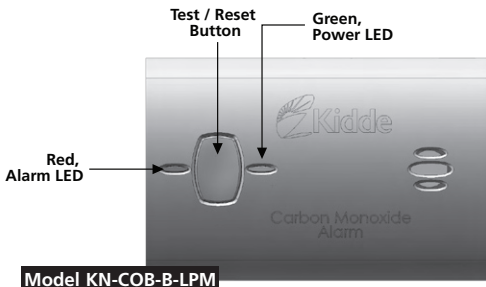 Test / Reset
Button
Green,
Power LED
Kidde
Red,
Alarm LED
Carbon Monoxide
Alarm
Model KN-COB-B-LPM